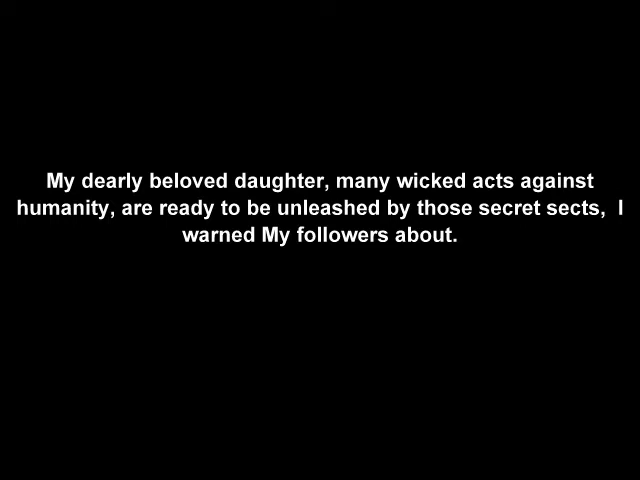 My dearly beloved daughter, many wicked acts against
humanity, are ready to be unleashed by those secret sects,  I
warned My followers about.